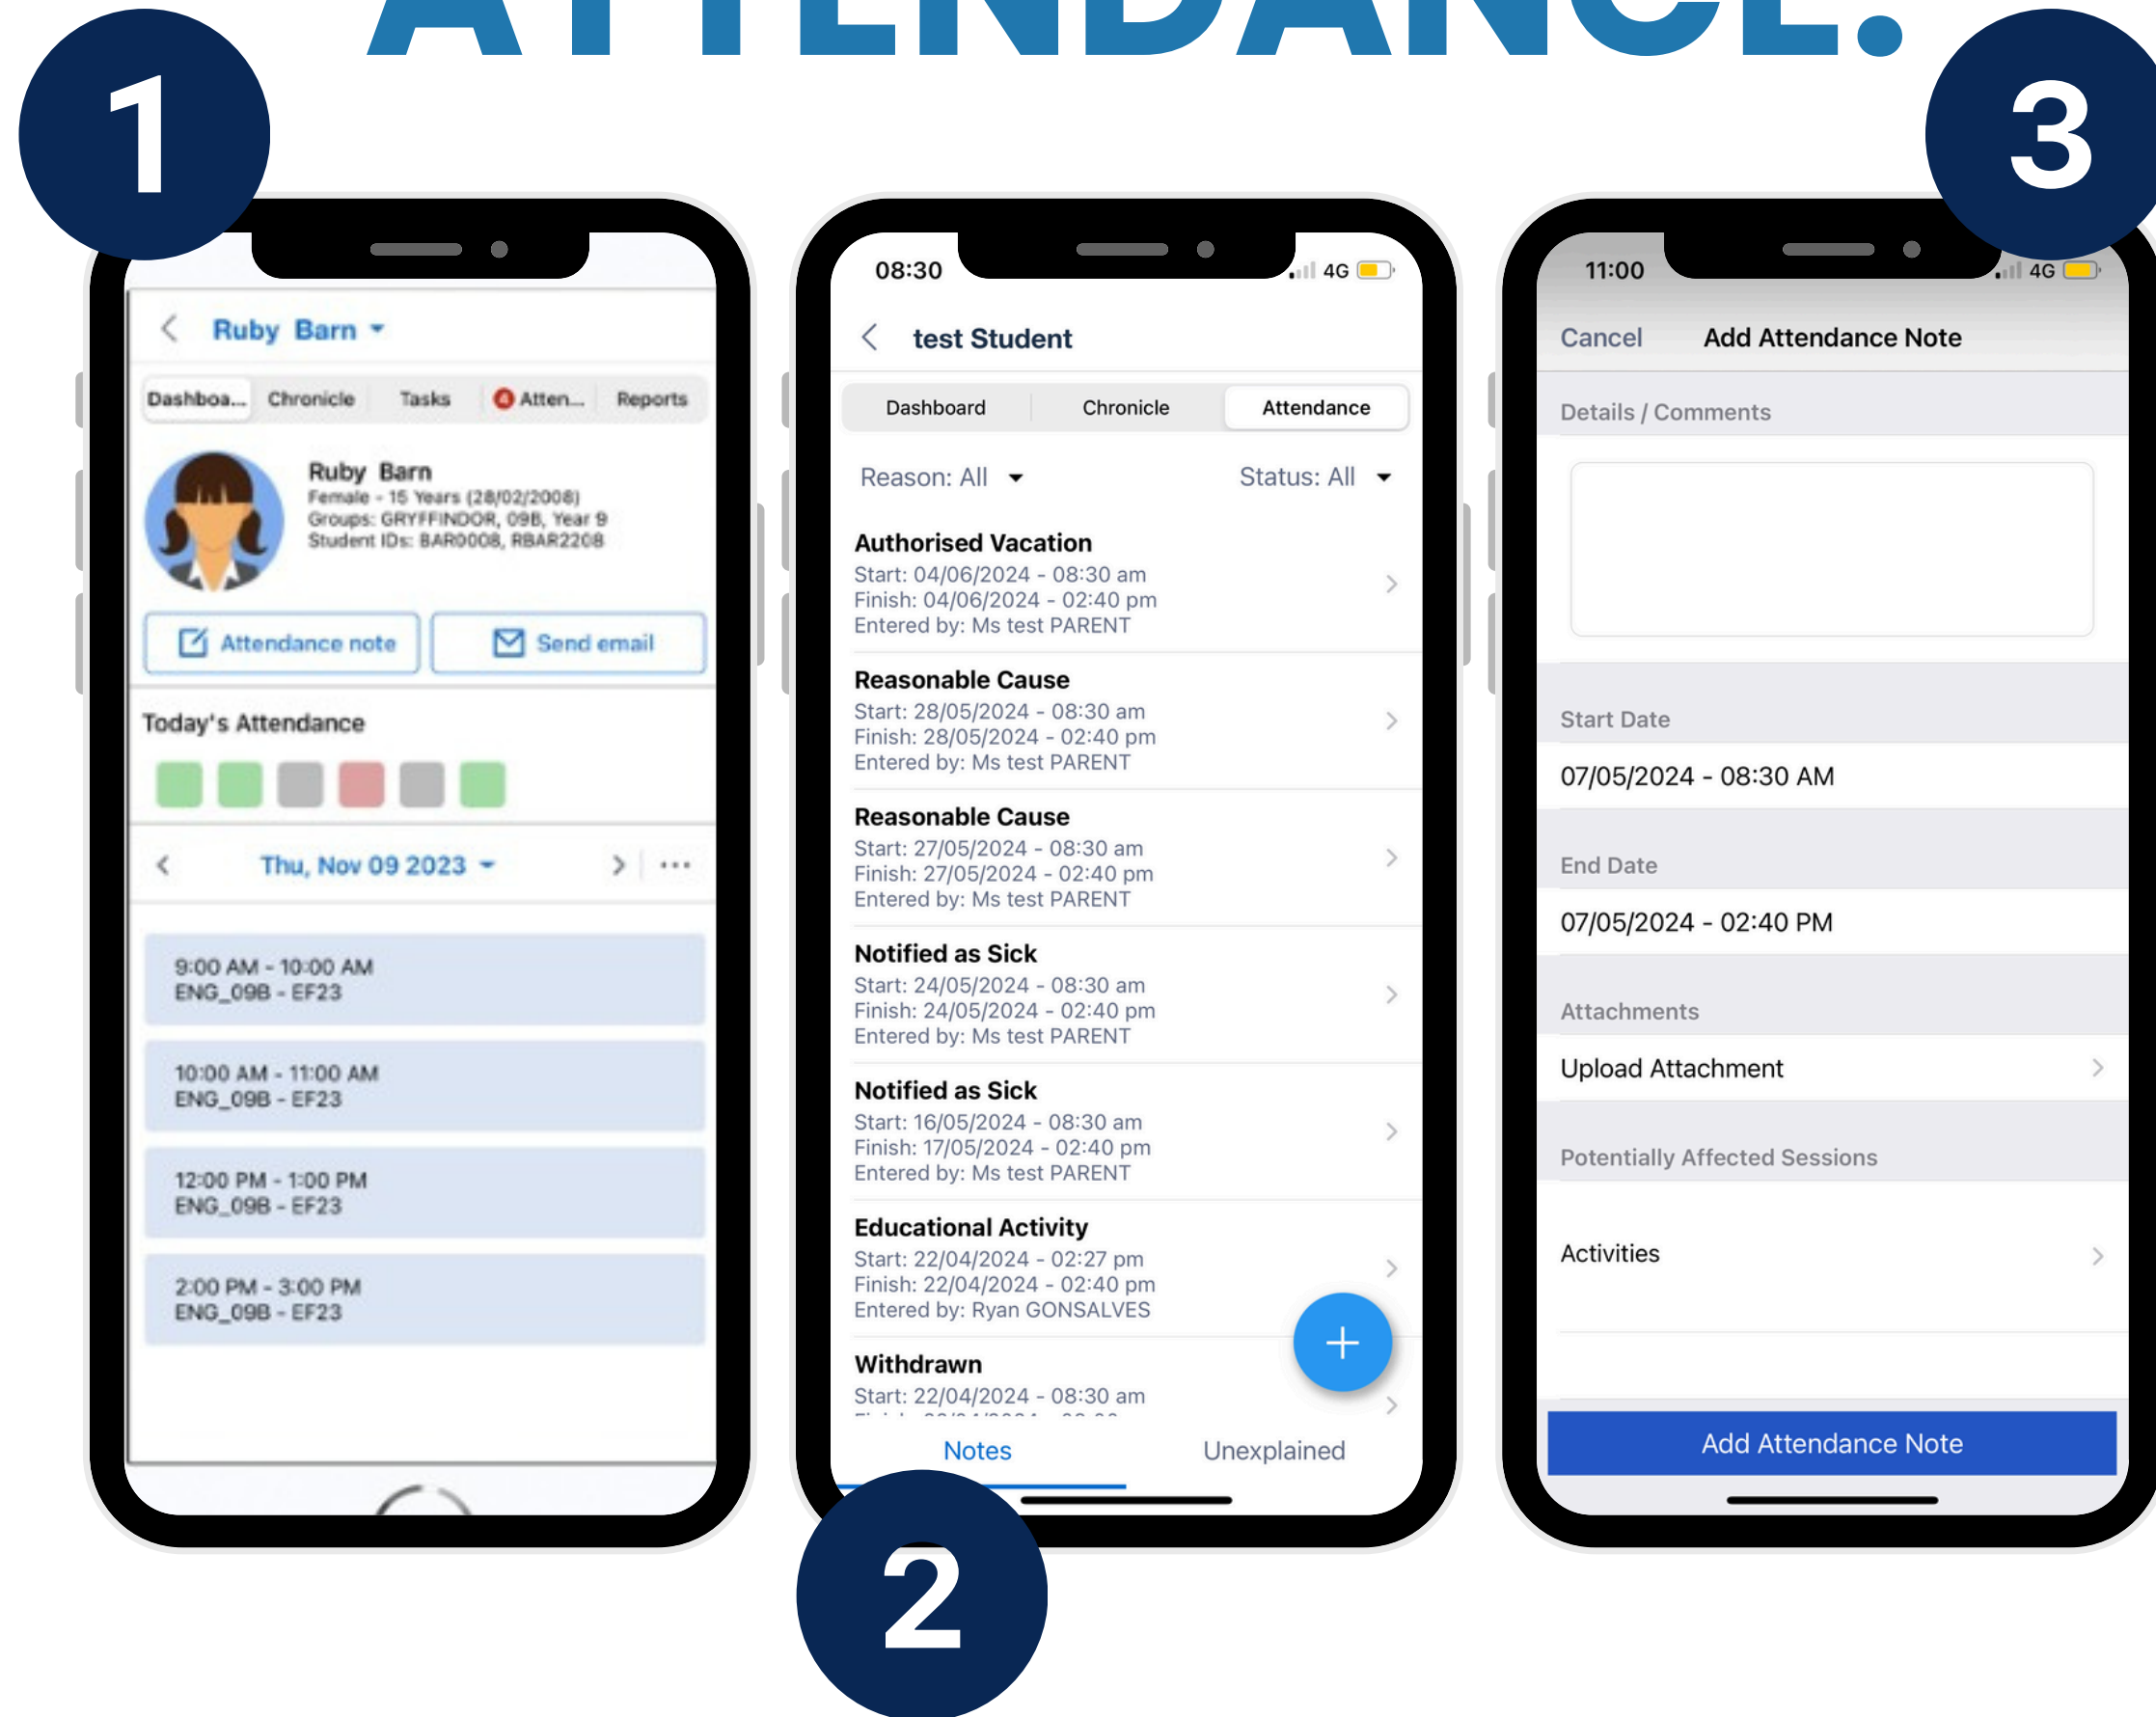 ATTENDANCE.
1
Ruby Barn
Dashboa... Chronicle Tasks 4 Atten... Reports
Ruby Barn
Female - 15 Years (28/02/2008)
Groups: GRYFFINDOR, 09B, Year 9
Student IDs: BAR0008, RBAR2208
Attendance note Send email
Today's Attendance
Thu, Nov 09 2023
9:00 AM - 10:00 AM
ENG_09B - EF23
10:00 AM - 11:00 AM
ENG_09B - EF23
12:00 PM - 1:00 PM
ENG_09B - EF23
2:00 PM - 3:00 PM
ENG_09B - EF23
2
08:30 4G
test Student
Dashboard Chronicle Attendance
Reason: All Status: All
Authorised Vacation
Start: 04/06/2024 - 08:30 am
Finish: 04/06/2024 - 02:40 pm
Entered by: Ms test PARENT
Reasonable Cause
Start: 28/05/2024 - 08:30 am
Finish: 28/05/2024 - 02:40 pm
Entered by: Ms test PARENT
Reasonable Cause
Start: 27/05/2024 - 08:30 am
Finish: 27/05/2024 - 02:40 pm
Entered by: Ms test PARENT
Notified as Sick
Start: 24/05/2024 - 08:30 am
Finish: 24/05/2024 - 02:40 pm
Entered by: Ms test PARENT
Notified as Sick
Start: 16/05/2024 - 08:30 am
Finish: 17/05/2024 - 02:40 pm
Entered by: Ms test PARENT
Educational Activity
Start: 22/04/2024 - 02:27 pm
Finish: 22/04/2024 - 02:40 pm
Entered by: Ryan GONSALVES
Withdrawn
Start: 22/04/2024 - 08:30 am
Notes Unexplained
3
11:00 4G
Cancel Add Attendance Note
Details / Comments
Start Date
07/05/2024 - 08:30 AM
End Date
07/05/2024 - 02:40 PM
Attachments
Upload Attachment
Potentially Affected Sessions
Activities
Add Attendance Note